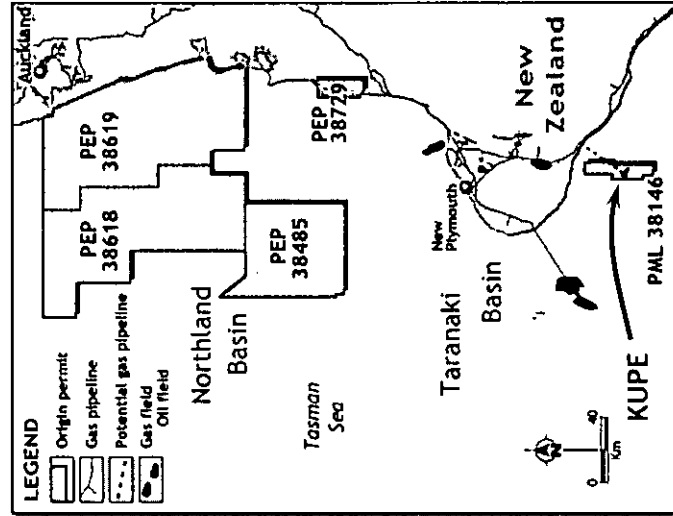 LEGEND
Origin permit
Gas pipeline
Potential gas pipeline
Gas field
Oil field
Auckland
PEP
38619
PEP
38618
Northland
Basin
PEP
38485
PEP
38729
Tasman
Sea
Taranaki
Basin
New
Plymouth
New
Zealand
N
0
40
Km
KUPE
PML 38146